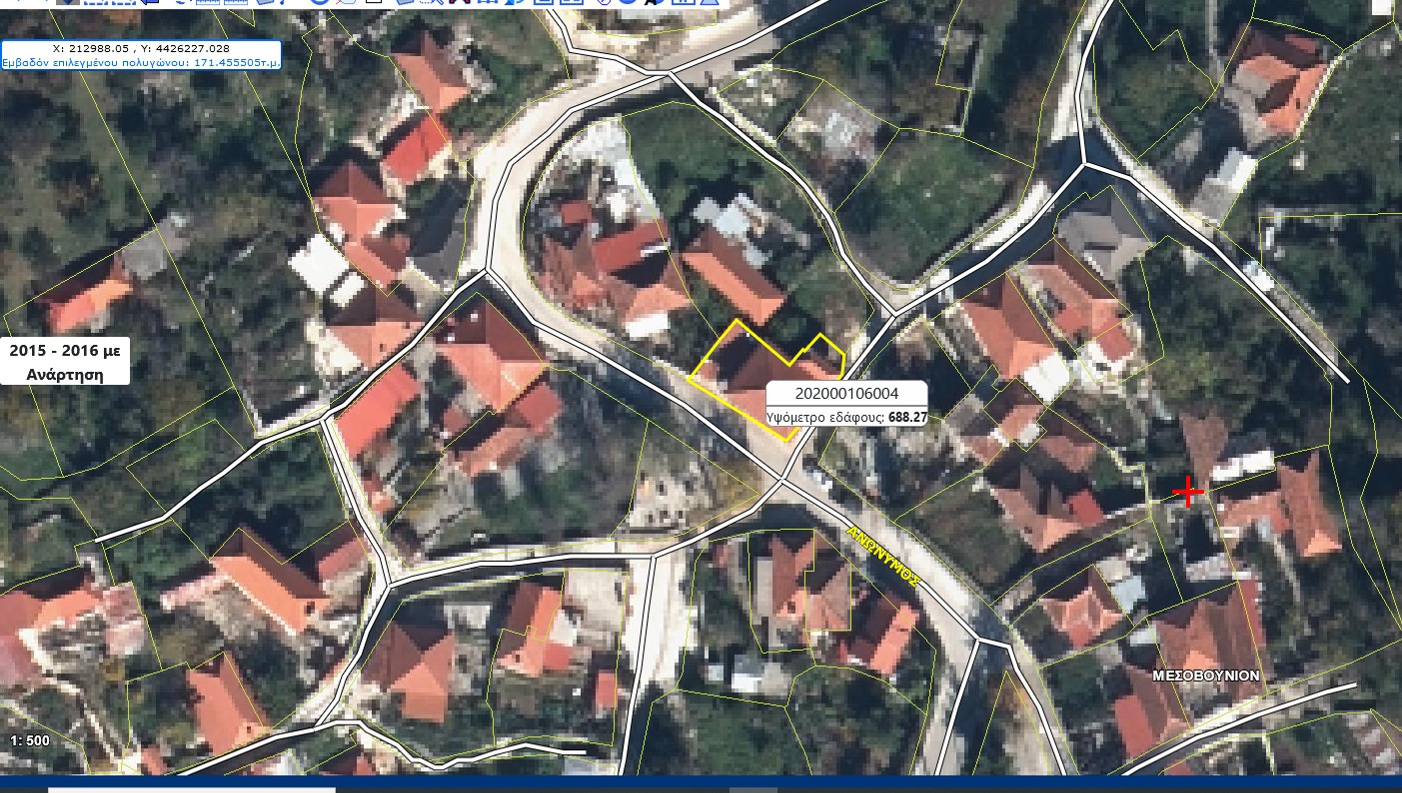 X: 212988.05 , Y: 4426227.028
Εμβαδόν επιλεγμένου πολυγώνου: 171.455505τ.μ.
2015 - 2016 με
Ανάρτηση
202000106004
Υψόμετρο εδάφους: 688.27
ΑΝΩΝΥΜΟΣ
ΜΕΣΟΒΟΥΝΙΟΝ
1: 500